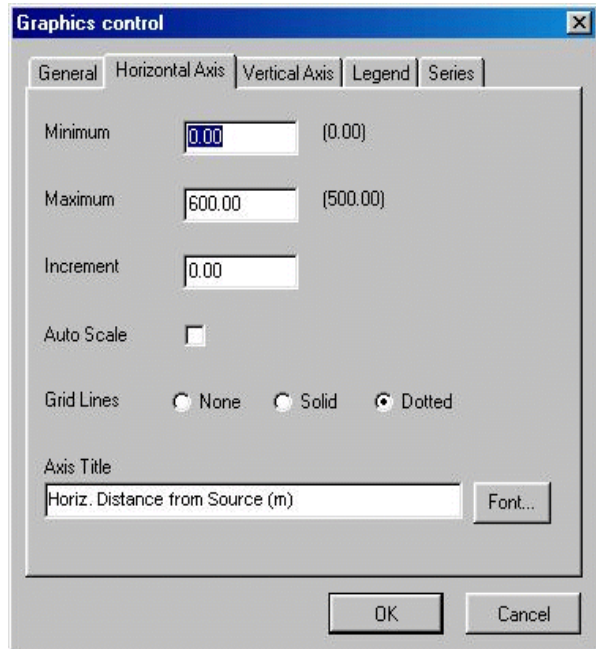 Graphics control
General Horizontal Axis Vertical Axis Legend Series
Minimum 0.00 (0.00)
Maximum 600.00 (500.00)
Increment 0.00
Auto Scale
Grid Lines None Solid Dotted
Axis Title
Horiz. Distance from Source (m) Font...
OK Cancel